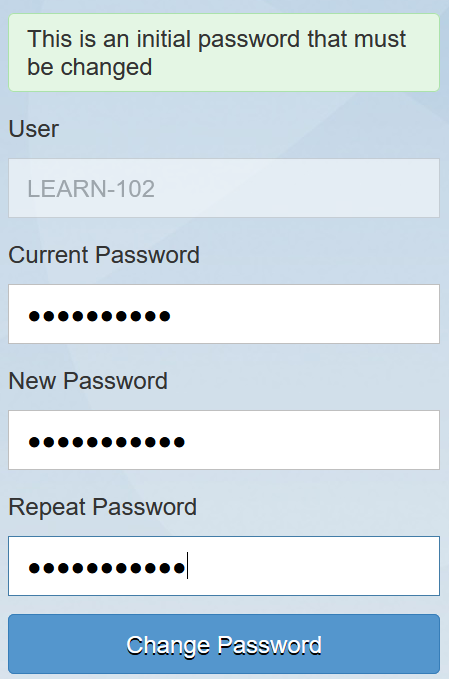 This is an initial password that must
be changed
User
LEARN-102
Current Password
●●●●●●●●●●
New Password
●●●●●●●●●●●
Repeat Password
●●●●●●●●●●●
Change Password